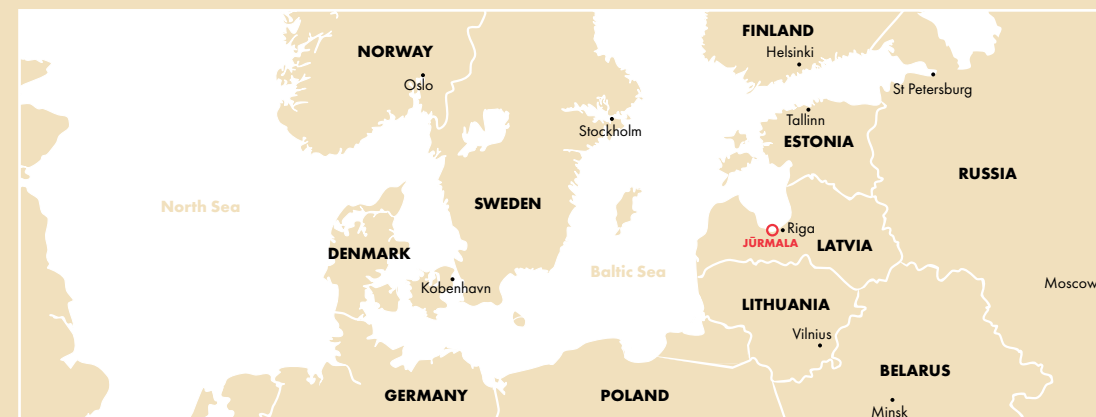 FINLAND
Helsinki
NORWAY
Oslo
St Petersburg
Stockholm
Tallinn
ESTONIA
RUSSIA
North Sea
SWEDEN
Riga
JŪRMALA
LATVIA
DENMARK
Baltic Sea
Kobenhavn
Moscow
LITHUANIA
Vilnius
BELARUS
GERMANY
POLAND
Minsk